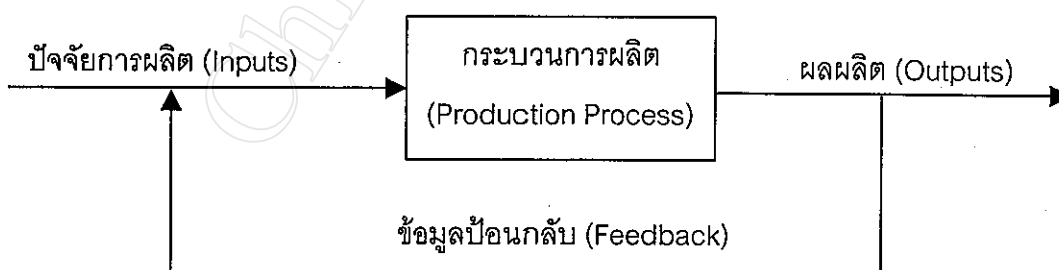 ปัจจัยการผลิต (Inputs)
กระบวนการผลิต
(Production Process)
ผลผลิต (Outputs)
ข้อมูลป้อนกลับ (Feedback)